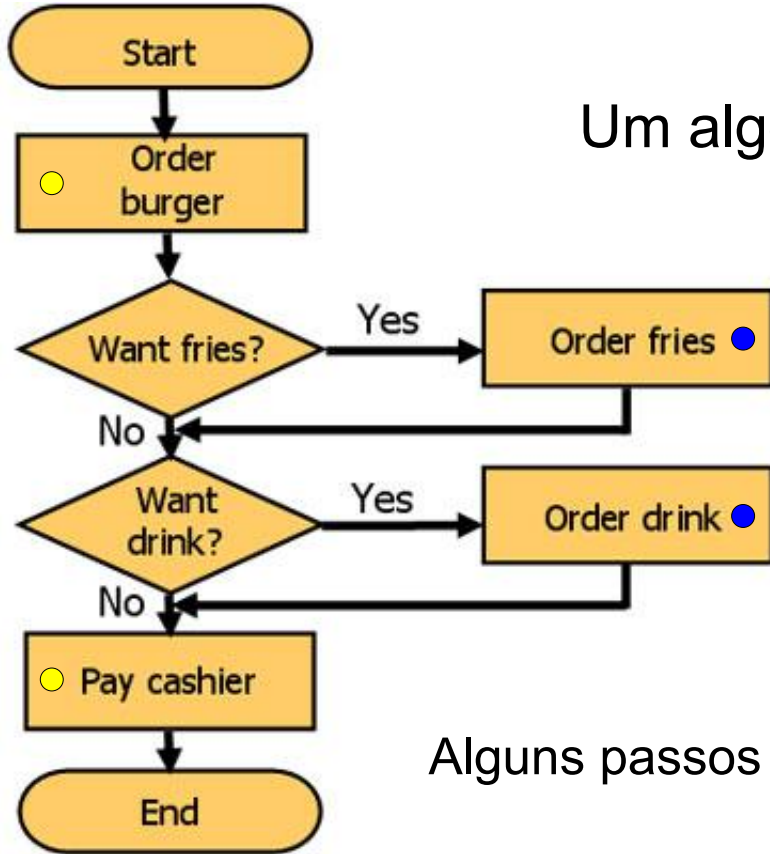 Start
Um alg
Order
burger
Want fries?
Yes
Order fries
No
Want
drink?
Yes
Order drink
No
Pay cashier
Alguns passos
End